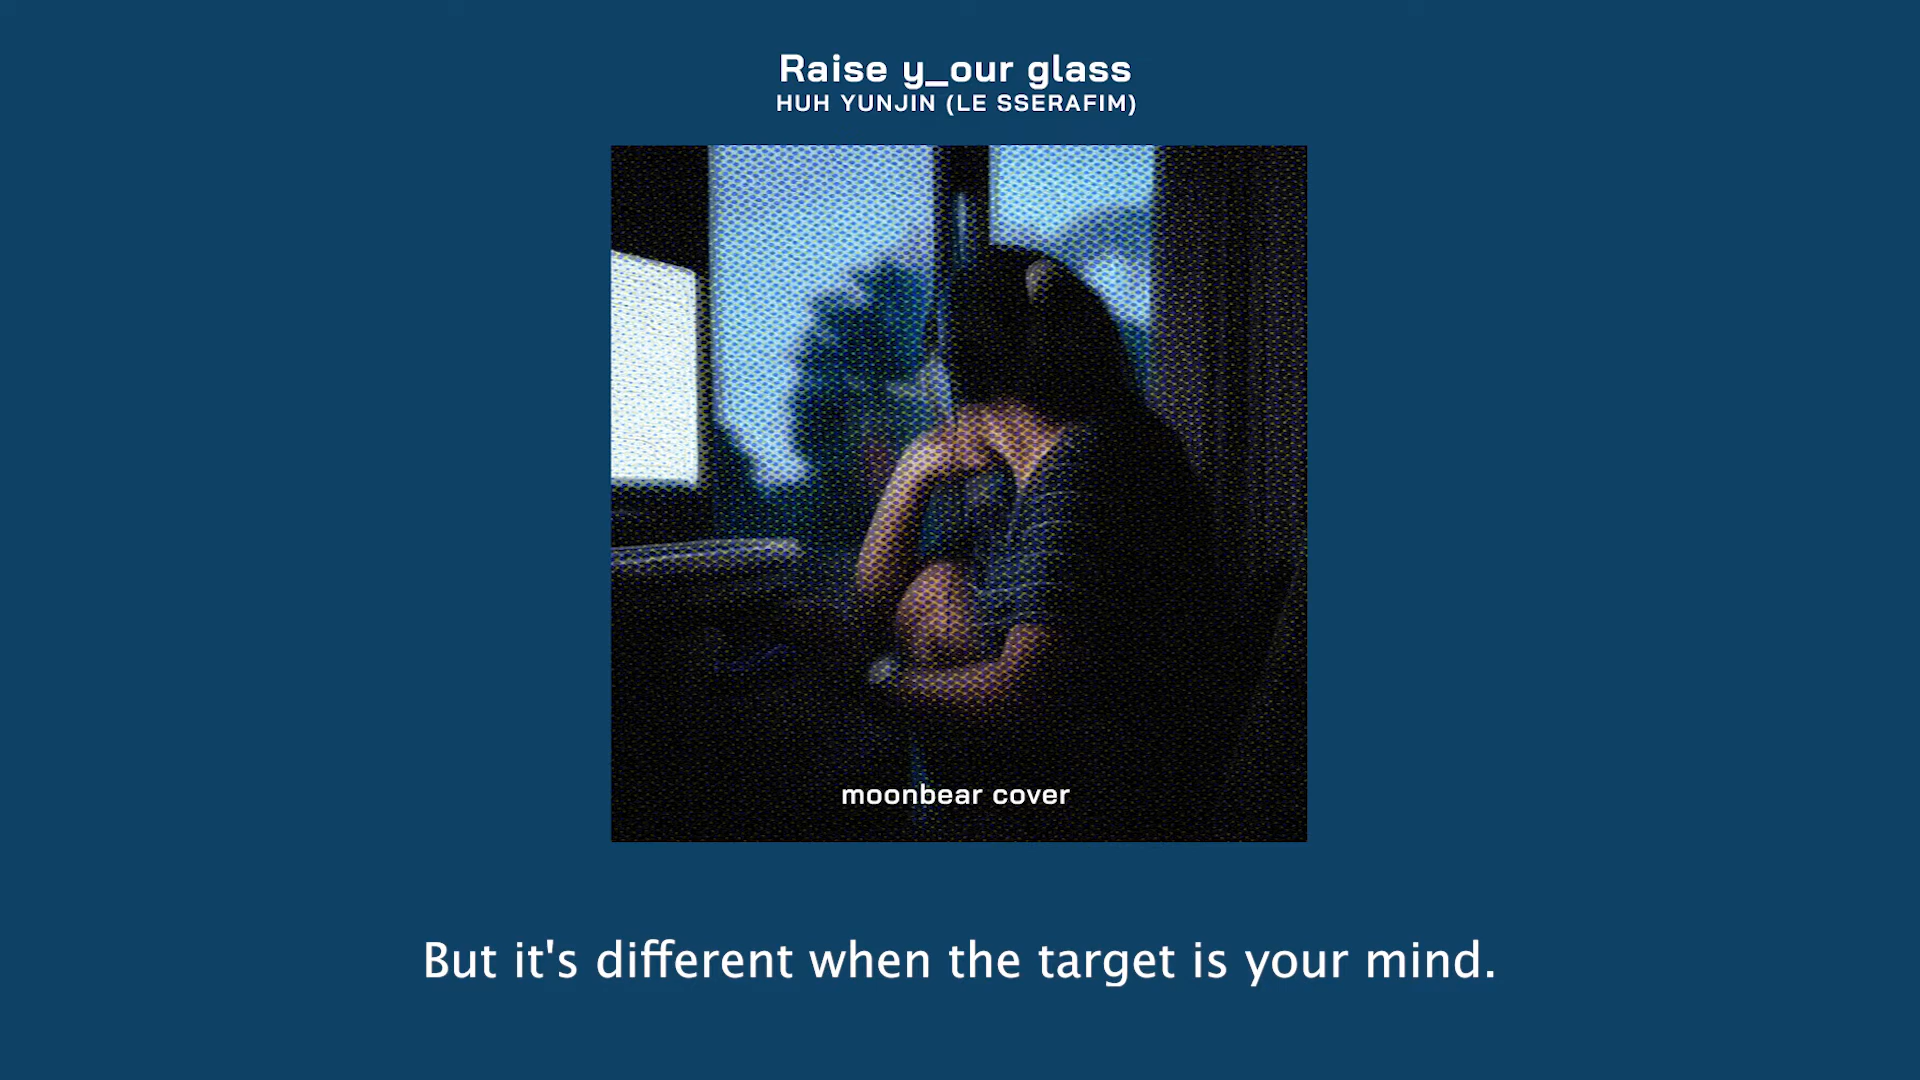 Raise y_our glass
HUH YUNJIN (LE SSERAFIM)
moonbear cover
But it's different when the target is your mind.